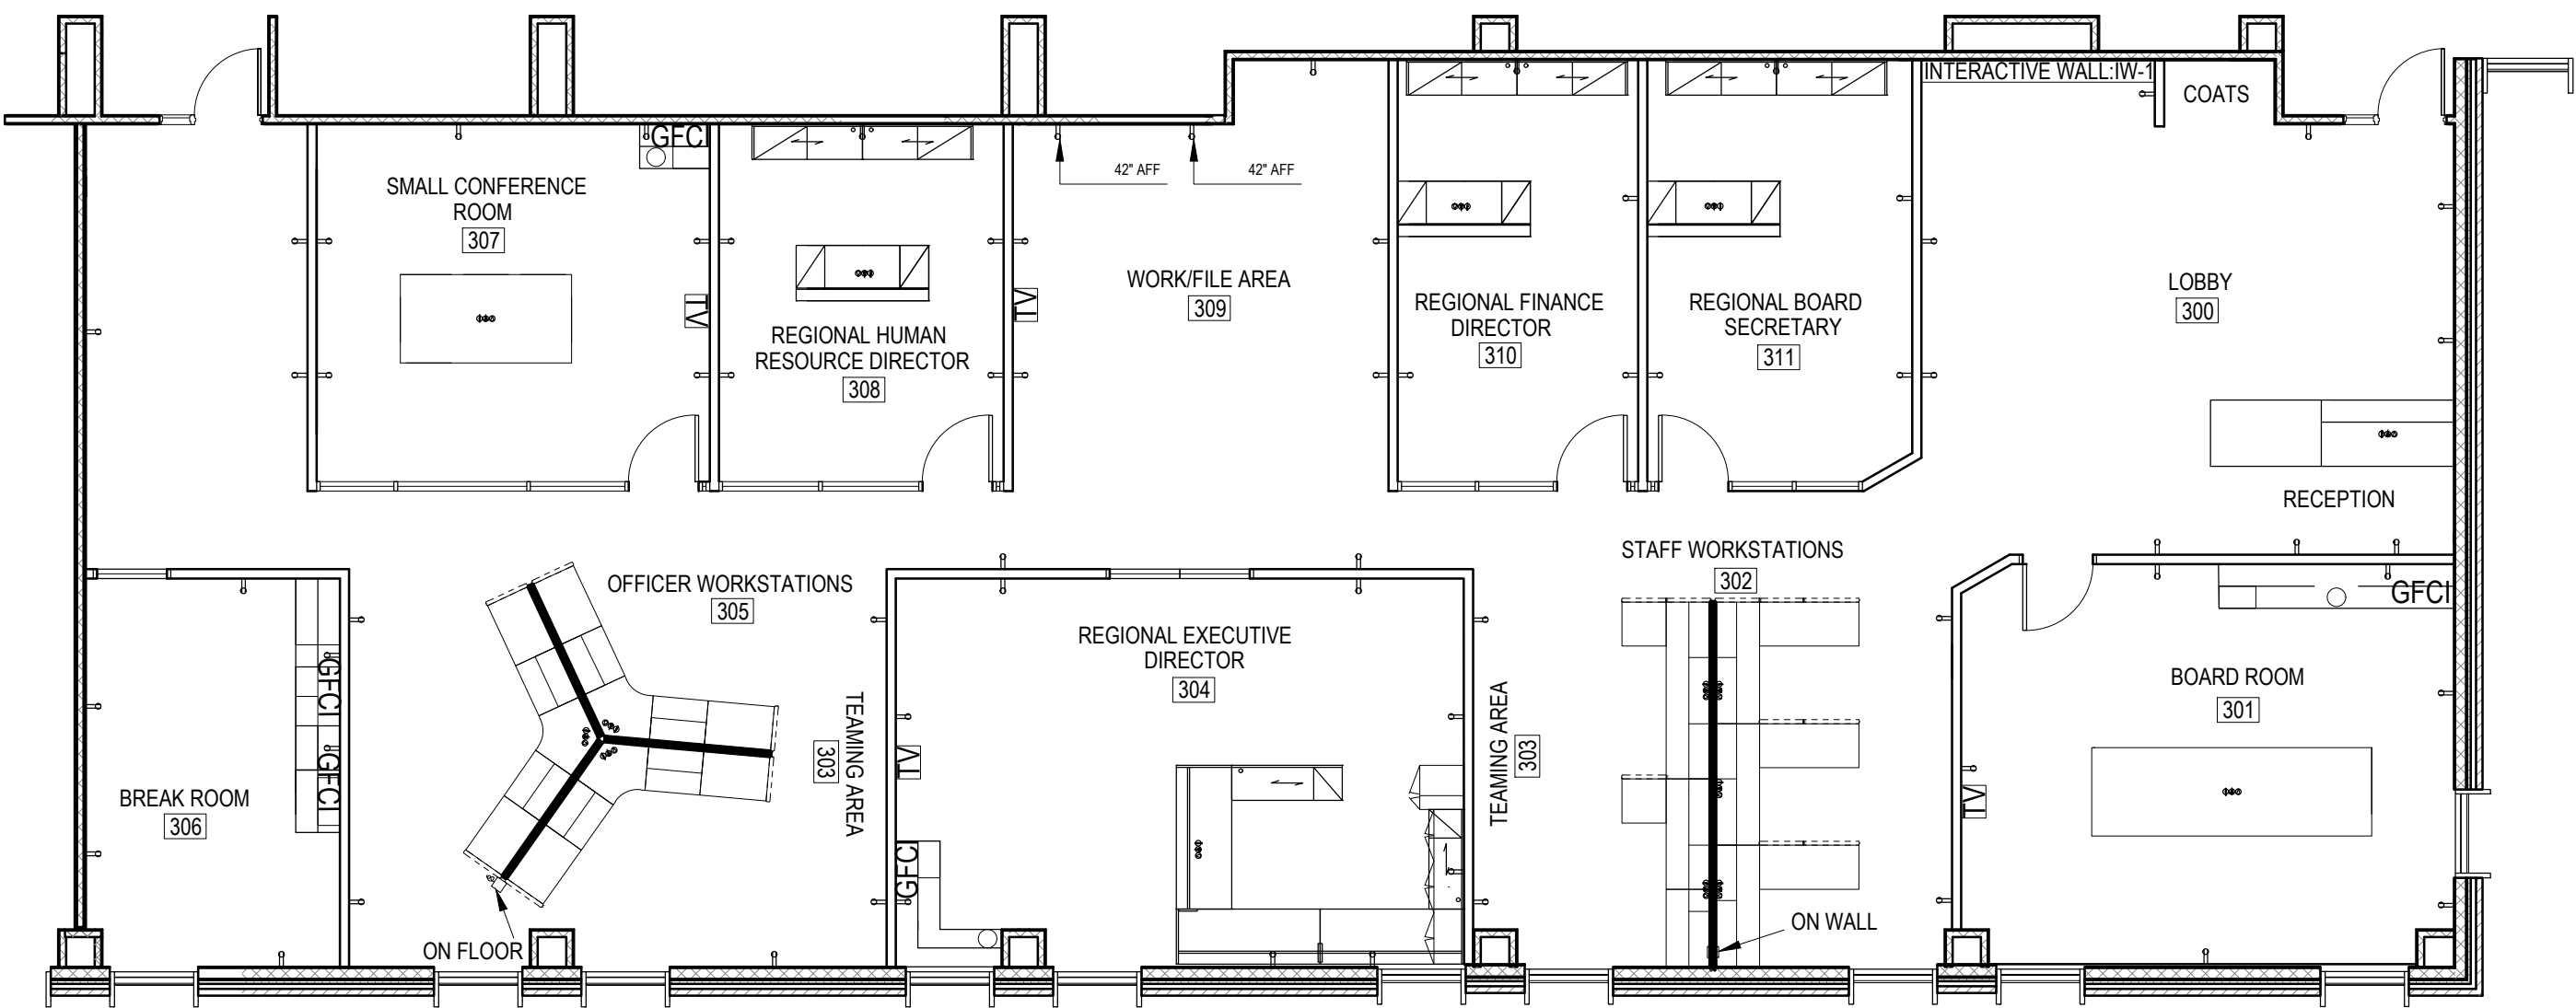 INTERACTIVE WALL:IW-1
COATS
GFCI
SMALL CONFERENCE
ROOM
307
TV
REGIONAL HUMAN
RESOURCE DIRECTOR
308
42" AFF
42" AFF
TV
WORK/FILE AREA
309
REGIONAL FINANCE
DIRECTOR
310
REGIONAL BOARD
SECRETARY
311
LOBBY
300
RECEPTION
OFFICER WORKSTATIONS
305
STAFF WORKSTATIONS
302
GFCI
GFCI
GFCI
BREAK ROOM
306
ON FLOOR
TEAMING AREA
303
TV
GFCI
REGIONAL EXECUTIVE
DIRECTOR
304
TEAMING AREA
303
ON WALL
TV
BOARD ROOM
301